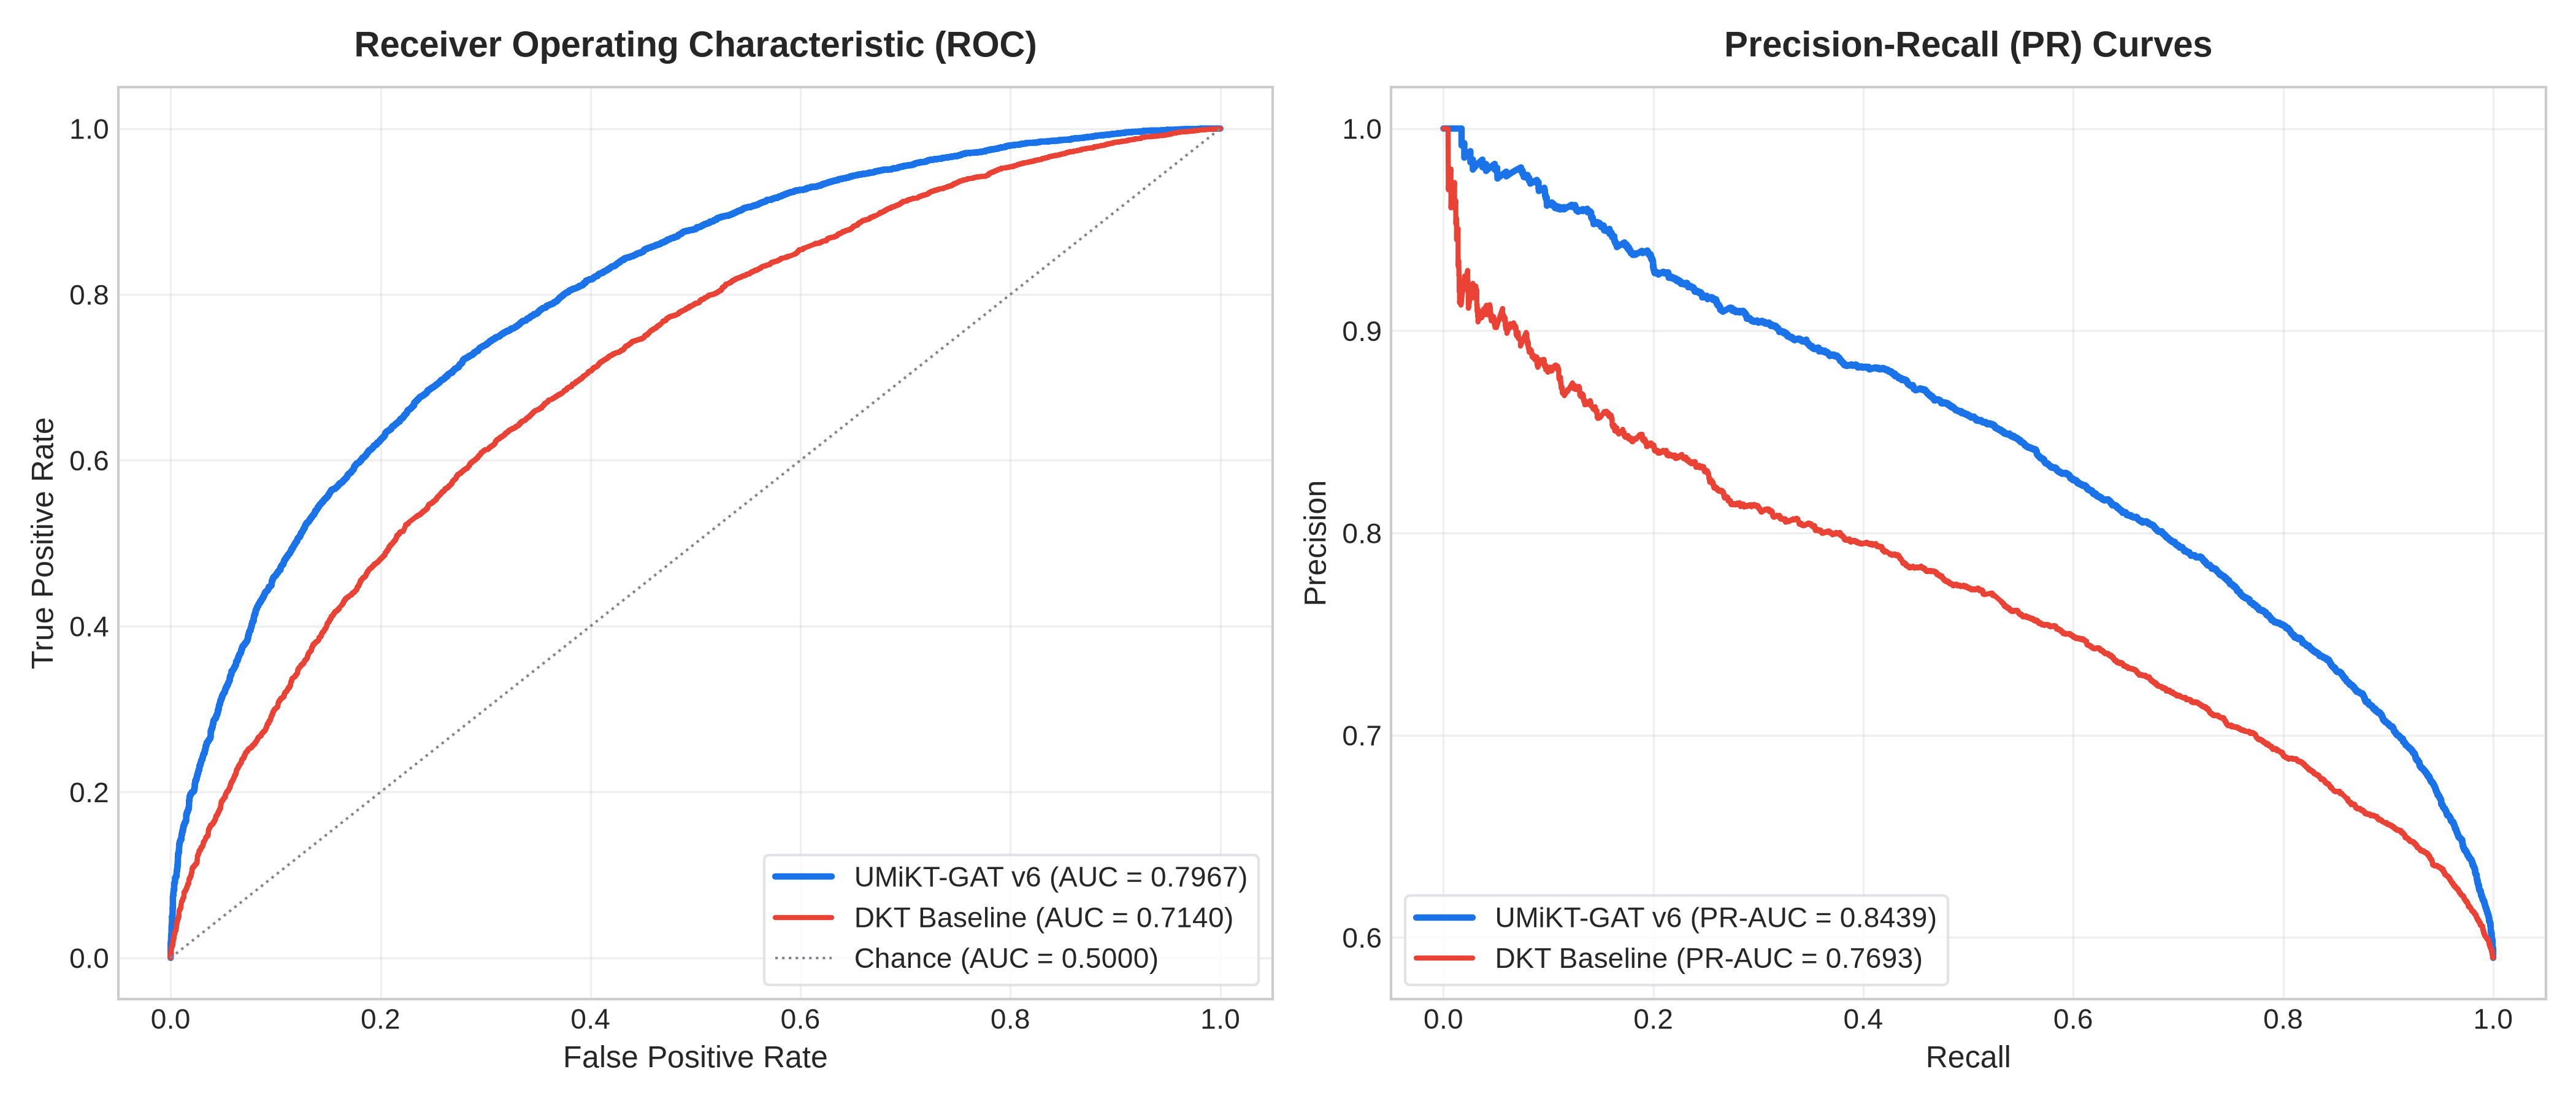 Receiver Operating Characteristic (ROC)
True Positive Rate
1.0
0.8
0.6
0.4
0.2
0.0
UMiKT-GAT v6 (AUC = 0.7967)
DKT Baseline (AUC = 0.7140)
Chance (AUC = 0.5000)
0.0 0.2 0.4 0.6 0.8 1.0
False Positive Rate
Precision-Recall (PR) Curves
Precision
1.0
0.9
0.8
0.7
0.6
UMiKT-GAT v6 (PR-AUC = 0.8439)
DKT Baseline (PR-AUC = 0.7693)
0.0 0.2 0.4 0.6 0.8 1.0
Recall